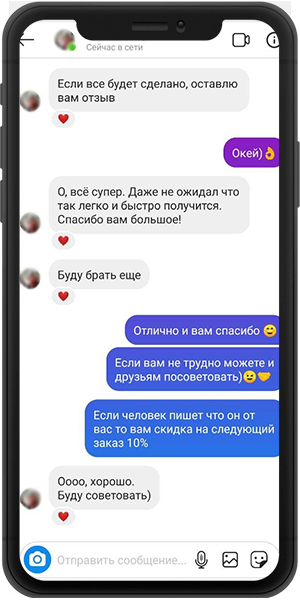 Сейчас в сети
Если все будет сделано, оставлю
вам отзыв
Окей)👌
О, всё супер. Даже не ожидал что
так легко и быстро получится.
Спасибо вам большое!
Буду брать еще
Отлично и вам спасибо 😊
Если вам не трудно можете и
друзьям посоветовать)😉🤝
Если человек пишет что он от
вас то вам скидка на следующий
заказ 10%
Оооо, хорошо.
Буду советовать)
Отправить сообщение...